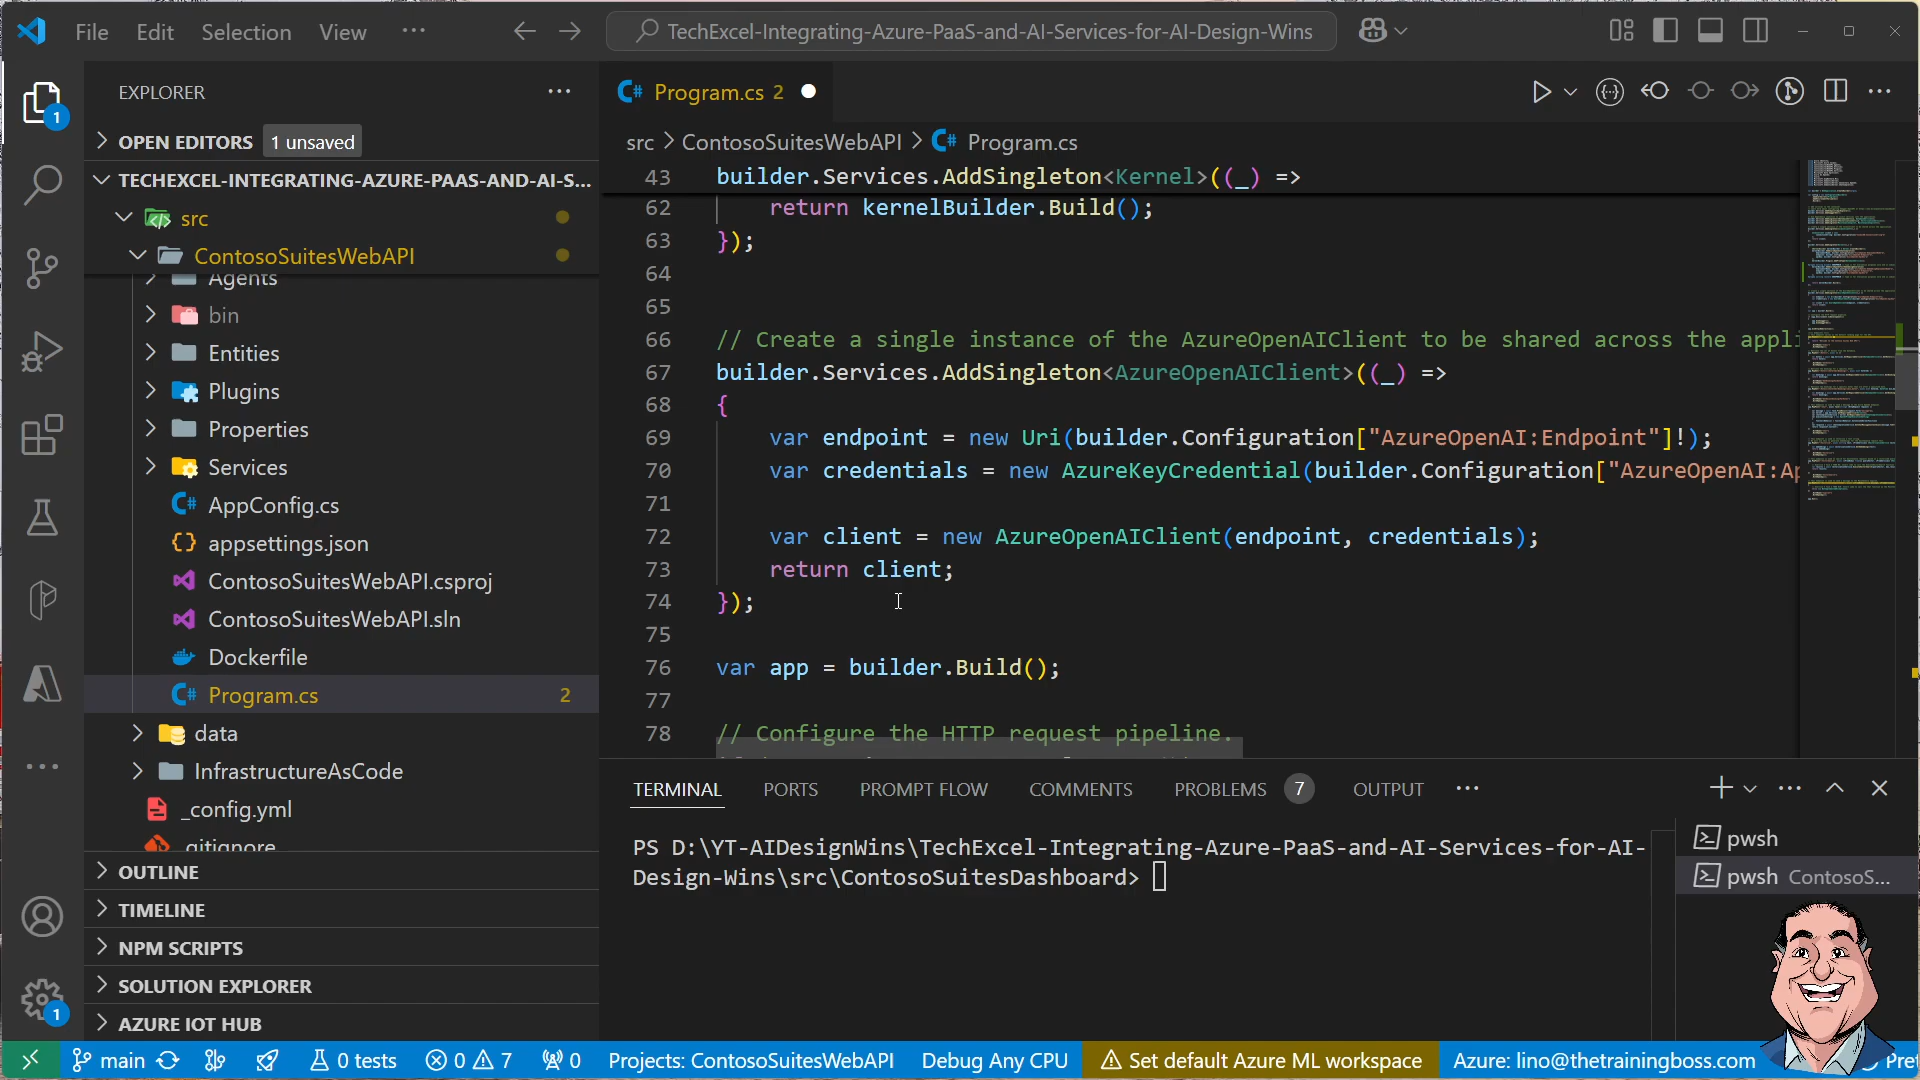 File Edit Selection View ··· TechExcel-Integrating-Azure-PaaS-and-AI-Services-for-AI-Design-Wins
EXPLORER
OPEN EDITORS 1 unsaved
TECHEXCEL-INTEGRATING-AZURE-PAAS-AND-AI-S...
src
ContosoSuitesWebAPI
Agents
bin
Entities
Plugins
Properties
Services
AppConfig.cs
appsettings.json
ContosoSuitesWebAPI.csproj
ContosoSuitesWebAPI.sln
Dockerfile
Program.cs 2
data
InfrastructureAsCode
_config.yml
.gitignore
OUTLINE
TIMELINE
NPM SCRIPTS
SOLUTION EXPLORER
AZURE IOT HUB
1
1
Program.cs 2
src > ContosoSuitesWebAPI > Program.cs
43 builder.Services.AddSingleton<Kernel>((_) =>
62 return kernelBuilder.Build();
63 });
64
65
66 // Create a single instance of the AzureOpenAIClient to be shared across the appli
67 builder.Services.AddSingleton<AzureOpenAIClient>((_) =>
68 {
69 var endpoint = new Uri(builder.Configuration["AzureOpenAI:Endpoint"]!);
70 var credentials = new AzureKeyCredential(builder.Configuration["AzureOpenAI:Ap
71
72 var client = new AzureOpenAIClient(endpoint, credentials);
73 return client;
74 });
75
76 var app = builder.Build();
77
78 // Configure the HTTP request pipeline.
TERMINAL PORTS PROMPT FLOW COMMENTS PROBLEMS 7 OUTPUT ···
PS D:\YT-AIDesignWins\TechExcel-Integrating-Azure-PaaS-and-AI-Services-for-AI-
Design-Wins\src\ContosoSuitesDashboard>
pwsh
pwsh ContosoS...
main 0 tests 0 7 0 Projects: ContosoSuitesWebAPI Debug Any CPU Set default Azure ML workspace Azure: lino@thetrainingboss.com Pret